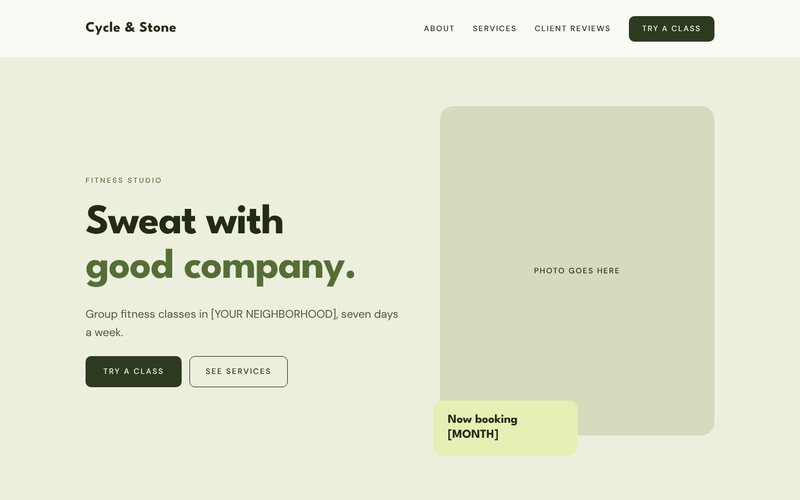 Cycle & Stone
ABOUT SERVICES CLIENT REVIEWS TRY A CLASS
FITNESS STUDIO
Sweat with
good company.
Group fitness classes in [YOUR NEIGHBORHOOD], seven days
a week.
TRY A CLASS SEE SERVICES
PHOTO GOES HERE
Now booking
[MONTH]